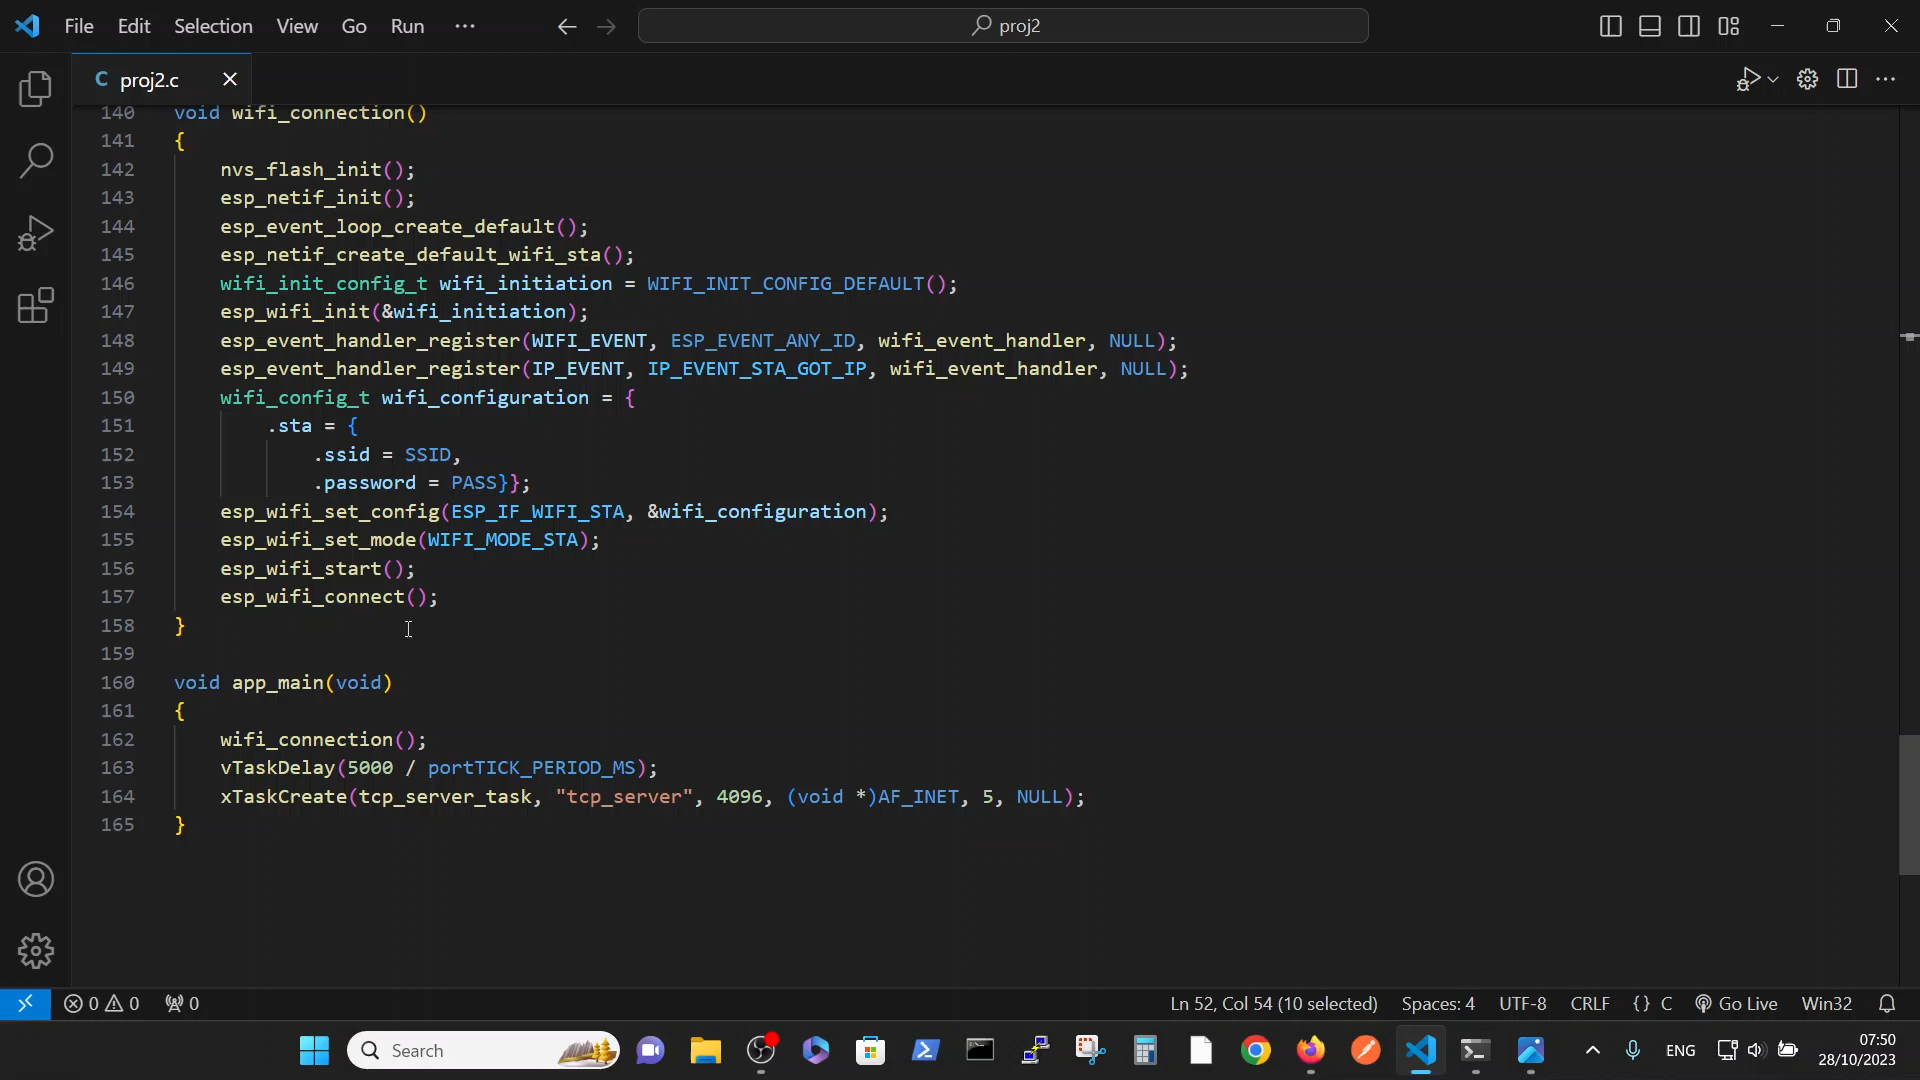 File Edit Selection View Go Run ··· proj2
C proj2.c
140 void wifi_connection()
141 {
142 nvs_flash_init();
143 esp_netif_init();
144 esp_event_loop_create_default();
145 esp_netif_create_default_wifi_sta();
146 wifi_init_config_t wifi_initiation = WIFI_INIT_CONFIG_DEFAULT();
147 esp_wifi_init(&wifi_initiation);
148 esp_event_handler_register(WIFI_EVENT, ESP_EVENT_ANY_ID, wifi_event_handler, NULL);
149 esp_event_handler_register(IP_EVENT, IP_EVENT_STA_GOT_IP, wifi_event_handler, NULL);
150 wifi_config_t wifi_configuration = {
151 .sta = {
152 .ssid = SSID,
153 .password = PASS}};
154 esp_wifi_set_config(ESP_IF_WIFI_STA, &wifi_configuration);
155 esp_wifi_set_mode(WIFI_MODE_STA);
156 esp_wifi_start();
157 esp_wifi_connect();
158 }
159
160 void app_main(void)
161 {
162 wifi_connection();
163 vTaskDelay(5000 / portTICK_PERIOD_MS);
164 xTaskCreate(tcp_server_task, "tcp_server", 4096, (void *)AF_INET, 5, NULL);
165 }
0 0 0 Ln 52, Col 54 (10 selected) Spaces: 4 UTF-8 CRLF {} C Go Live Win32
Search ENG 07:50
28/10/2023